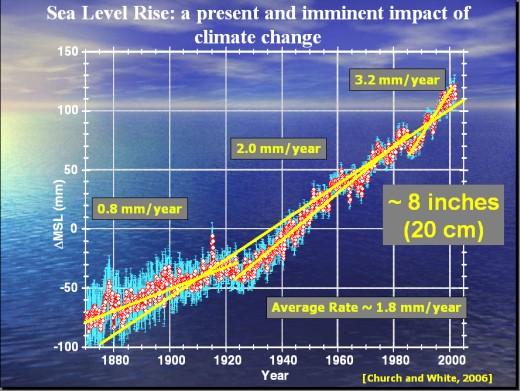 Sea Level Rise: a present and imminent impact of
climate change
150
100
50
0
-50
-100
ΔMSL (mm)
3.2 mm/year
2.0 mm/year
0.8 mm/year
~ 8 inches
(20 cm)
Average Rate ~ 1.8 mm/year
1880 1900 1920 1940 1960 1980 2000
Year
[Church and White, 2006]